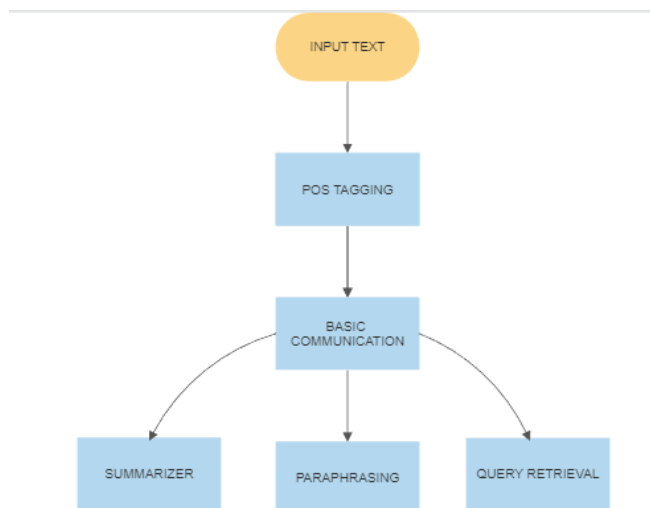 INPUT TEXT
POS TAGGING
BASIC
COMMUNICATION
SUMMARIZER
PARAPHRASING
QUERY RETRIEVAL